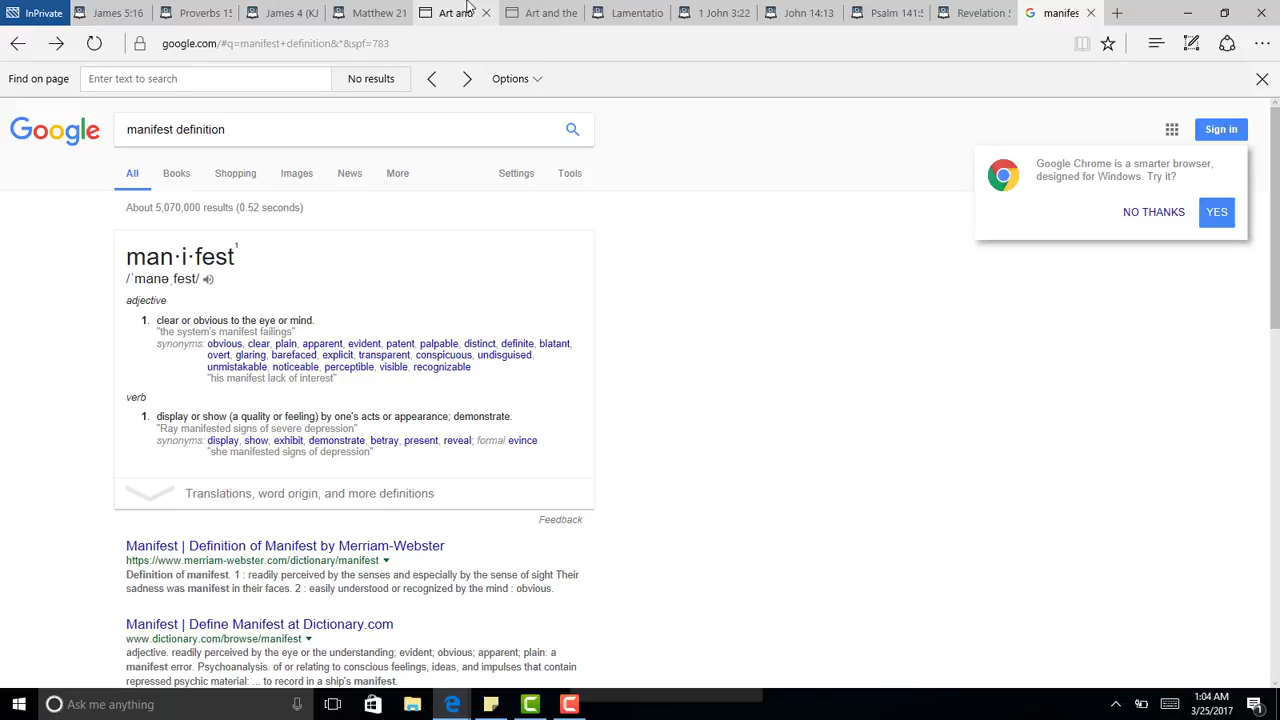 InPrivate James 5:16 Proverbs 15 James 4 (KJ Matthew 21 Art and Art and the Lamentatio 1 John 3:22 John 14:13 Psalm 141:5 Revelation manifes
google.com/#q=manifest+definition&*&spf=783
Find on page Enter text to search No results Options
Google manifest definition Sign in
Google Chrome is a smarter browser,
designed for Windows. Try it?
NO THANKS YES
All Books Shopping Images News More Settings Tools
About 5,070,000 results (0.52 seconds)
man·i·fest¹
/ˈmanəˌfest/
adjective
1. clear or obvious to the eye or mind.
"the system's manifest failings"
synonyms: obvious, clear, plain, apparent, evident, patent, palpable, distinct, definite, blatant,
overt, glaring, barefaced, explicit, transparent, conspicuous, undisguised,
unmistakable, noticeable, perceptible, visible, recognizable
"his manifest lack of interest"
verb
1. display or show (a quality or feeling) by one's acts or appearance; demonstrate.
"Ray manifested signs of severe depression"
synonyms: display, show, exhibit, demonstrate, betray, present, reveal; formal evince
"she manifested signs of depression"
Translations, word origin, and more definitions
Feedback
Manifest | Definition of Manifest by Merriam-Webster
https://www.merriam-webster.com/dictionary/manifest
Definition of manifest. 1 : readily perceived by the senses and especially by the sense of sight Their
sadness was manifest in their faces. 2 : easily understood or recognized by the mind : obvious.
Manifest | Define Manifest at Dictionary.com
www.dictionary.com/browse/manifest
adjective. readily perceived by the eye or the understanding; evident; obvious; apparent; plain: a
manifest error. Psychoanalysis. of or relating to conscious feelings, ideas, and impulses that contain
repressed psychic material: ... to record in a ship's manifest.
Ask me anything
1:04 AM
3/25/2017